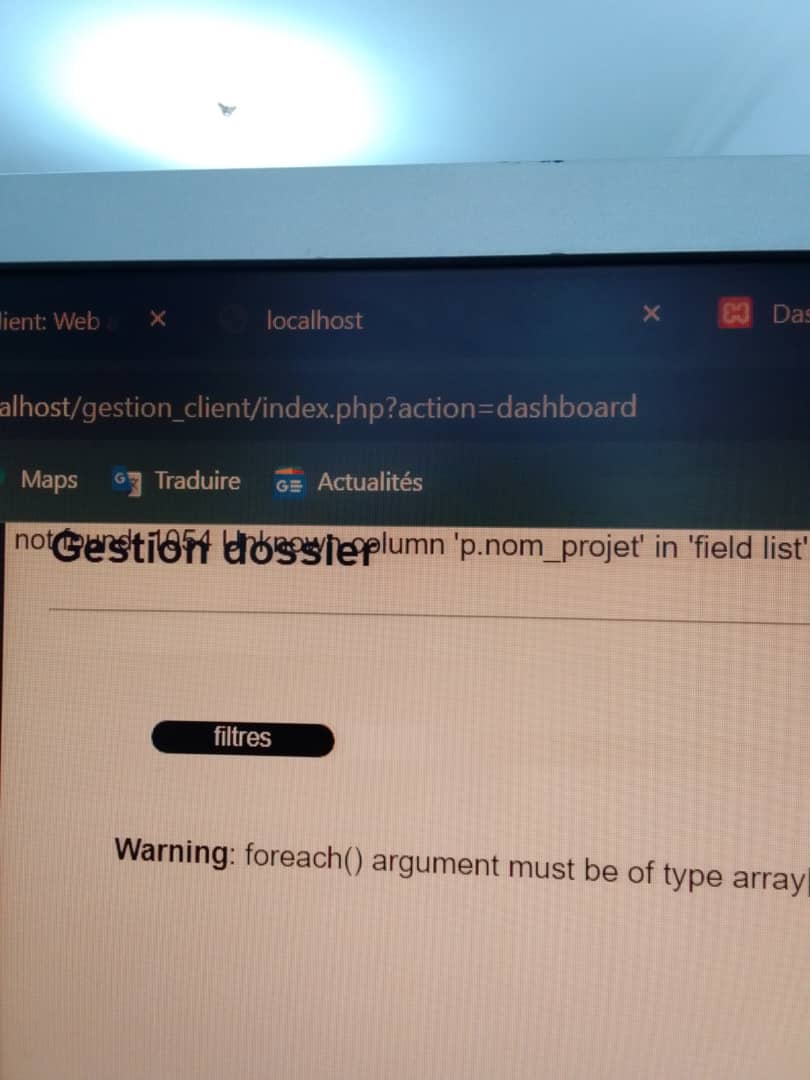 lient: Web
localhost
Das
alhost/gestion_client/index.php?action=dashboard
Maps Traduire Actualités
not found: 1054 Unknown column 'p.nom_projet' in 'field list'
Gestion dossier
filtres
Warning: foreach() argument must be of type array|